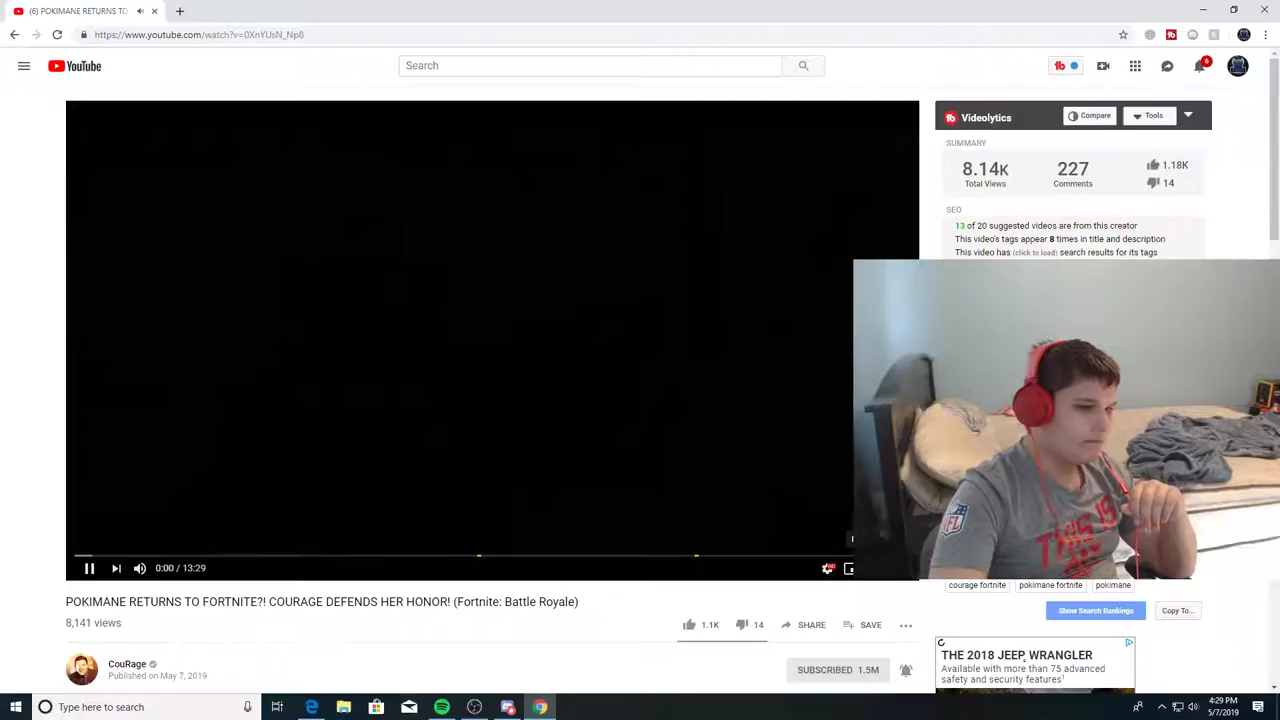 (6) POKIMANE RETURNS TO
https://www.youtube.com/watch?v=0XnYUsN_Np8
YouTube
Search
6
Videolytics
Compare
Tools
SUMMARY
8.14K
Total Views
227
Comments
1.18K
14
SEO
13 of 20 suggested videos are from this creator
This video's tags appear 8 times in title and description
This video has (click to load) search results for its tags
NFL
THIS IS
0:00 / 13:29
courage fortnite
pokimane fortnite
pokimane
Show Search Rankings
Copy To...
POKIMANE RETURNS TO FORTNITE?! COURAGE DEFENDS HER HONOR! (Fortnite: Battle Royale)
8,141 views
1.1K
14
SHARE
SAVE
CouRage
Published on May 7, 2019
SUBSCRIBED 1.5M
THE 2018 JEEP WRANGLER
Available with more than 75 advanced
safety and security features1
Type here to search
4:29 PM
5/7/2019